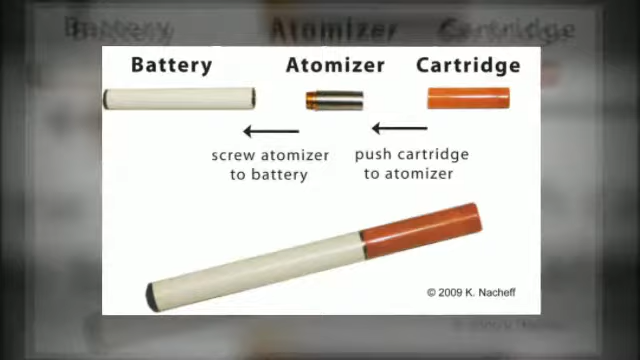 Battery Atomizer Cartridge
screw atomizer push cartridge
to battery to atomizer
© 2009 K. Nacheff